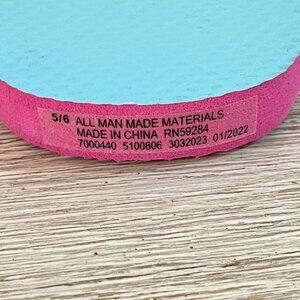 5/6 ALL MAN MADE MATERIALS
MADE IN CHINA RN59284
7000440 5100806 3032023 01/2022